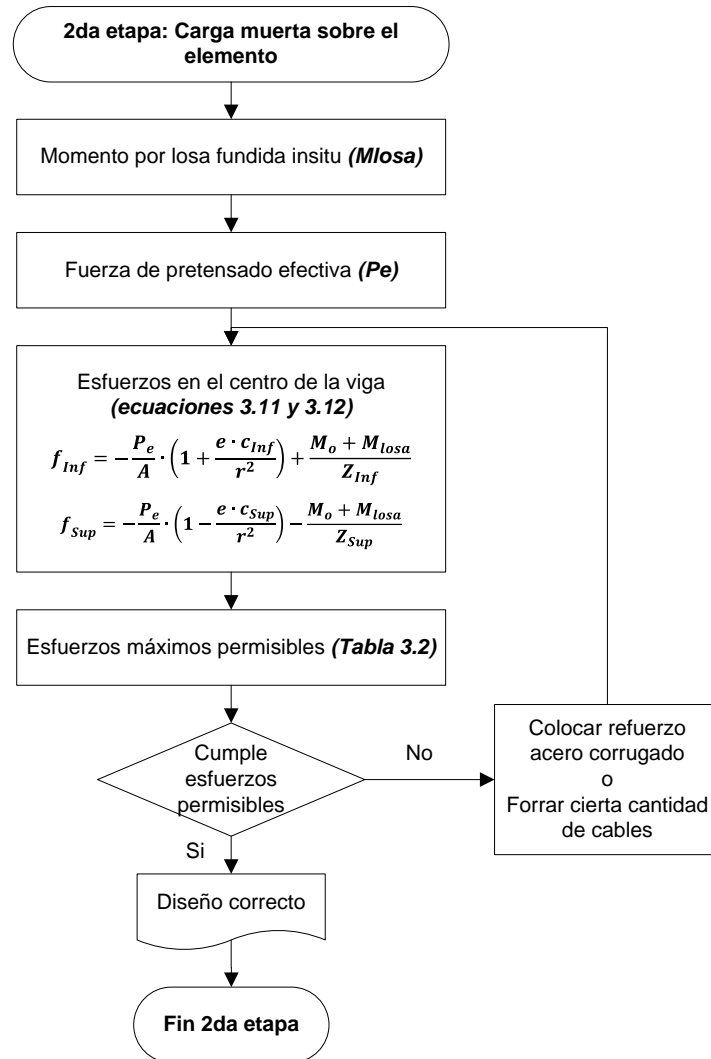 2da etapa: Carga muerta sobre el
elemento
Momento por losa fundida insitu (Mlosa)
Fuerza de pretensado efectiva (Pe)
Esfuerzos en el centro de la viga
(ecuaciones 3.11 y 3.12)
f_Inf = −P_e/A · (1 + e · c_Inf/r²) + M_o + M_losa/Z_Inf
f_Sup = −P_e/A · (1 − e · c_Sup/r²) − M_o + M_losa/Z_Sup
Esfuerzos máximos permisibles (Tabla 3.2)
Cumple
esfuerzos
permisibles
No
Colocar refuerzo
acero corrugado
o
Forrar cierta cantidad
de cables
Si
Diseño correcto
Fin 2da etapa